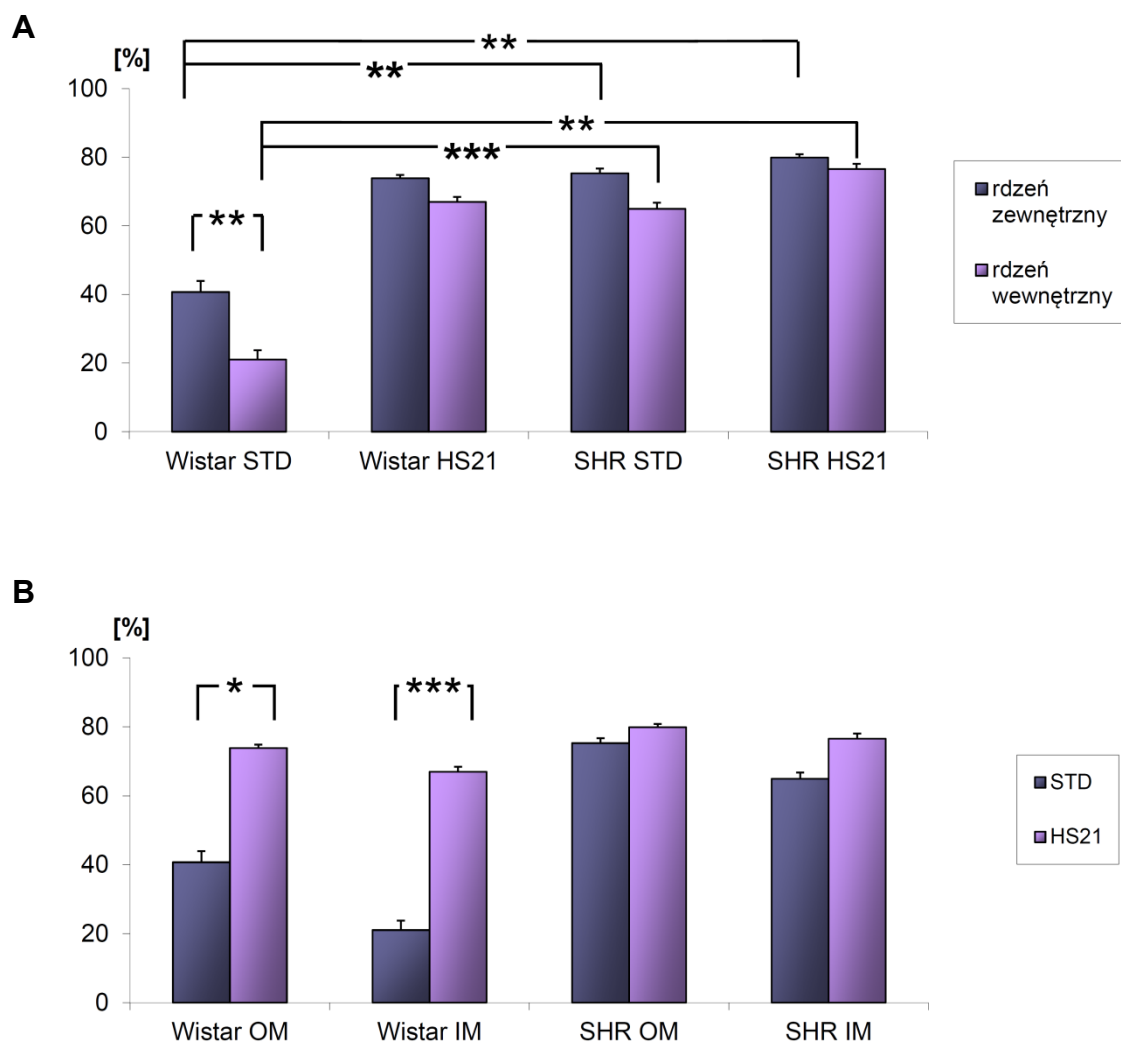 A
[%]
**
**
**
***
**
100
80
60
40
20
0
Wistar STD
Wistar HS21
SHR STD
SHR HS21
rdzeń
zewnętrzny
rdzeń
wewnętrzny
B
[%]
*
***
100
80
60
40
20
0
Wistar OM
Wistar IM
SHR OM
SHR IM
STD
HS21